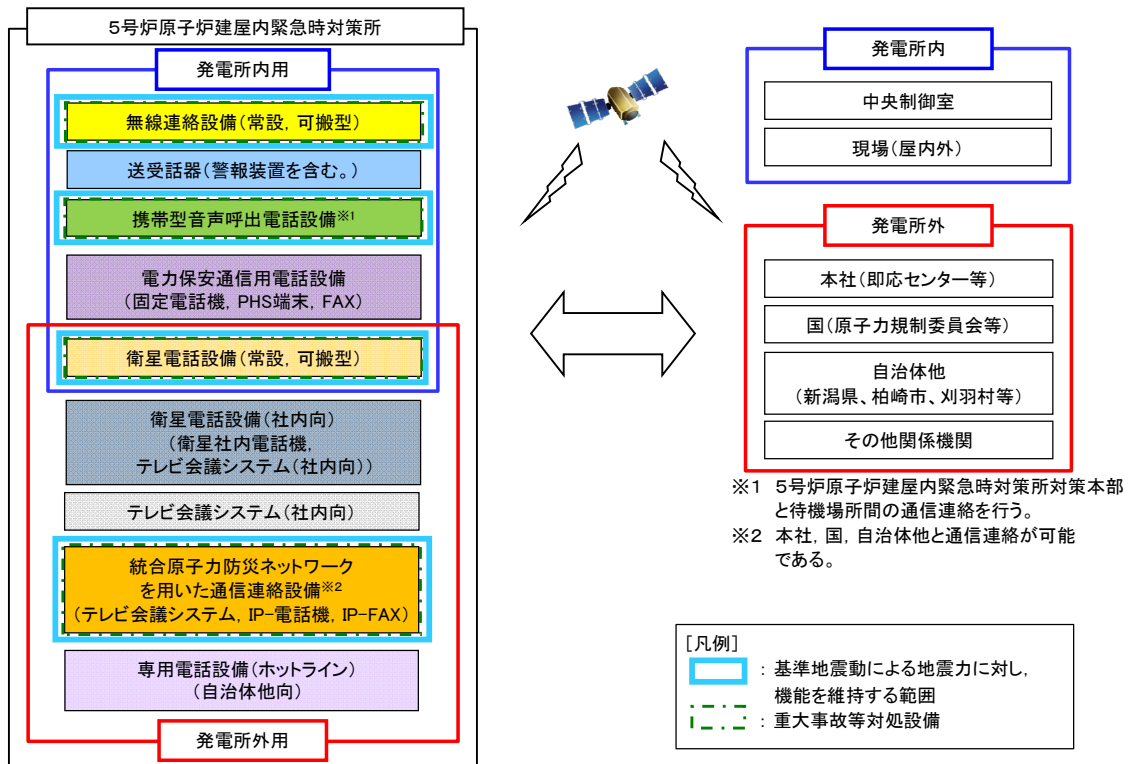 5号炉原子炉建屋内緊急時対策所
発電所内用
無線連絡設備(常設, 可搬型)
送受話器(警報装置を含む。)
携帯型音声呼出電話設備※1
電力保安通信用電話設備
(固定電話機, PHS端末, FAX)
衛星電話設備(常設, 可搬型)
衛星電話設備(社内向)
(衛星社内電話機,
テレビ会議システム(社内向))
テレビ会議システム(社内向)
統合原子力防災ネットワーク
を用いた通信連絡設備※2
(テレビ会議システム, IP-電話機, IP-FAX)
専用電話設備(ホットライン)
(自治体他向)
発電所外用
発電所内
中央制御室
現場(屋内外)
発電所外
本社(即応センター等)
国(原子力規制委員会等)
自治体他
(新潟県、柏崎市、刈羽村等)
その他関係機関
※1 5号炉原子炉建屋内緊急時対策所対策本部
と待機場所間の通信連絡を行う。
※2 本社, 国, 自治体他と通信連絡が可能
である。
[凡例]
: 基準地震動による地震力に対し,
機能を維持する範囲
: 重大事故等対処設備